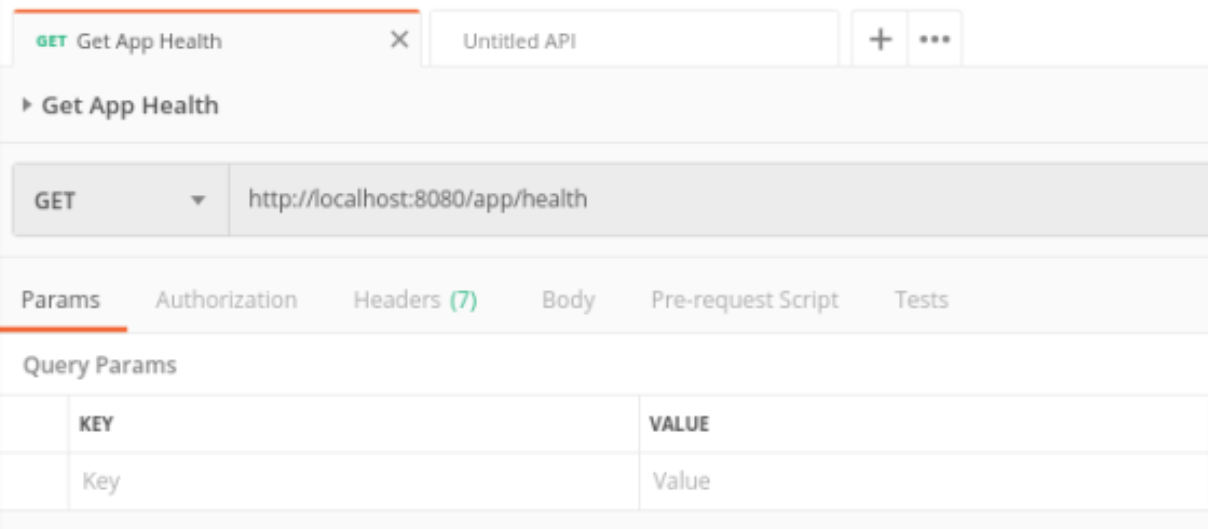 GET Get App Health Untitled API
Get App Health
GET http://localhost:8080/app/health
Params Authorization Headers (7) Body Pre-request Script Tests
Query Params
KEY VALUE
Key Value